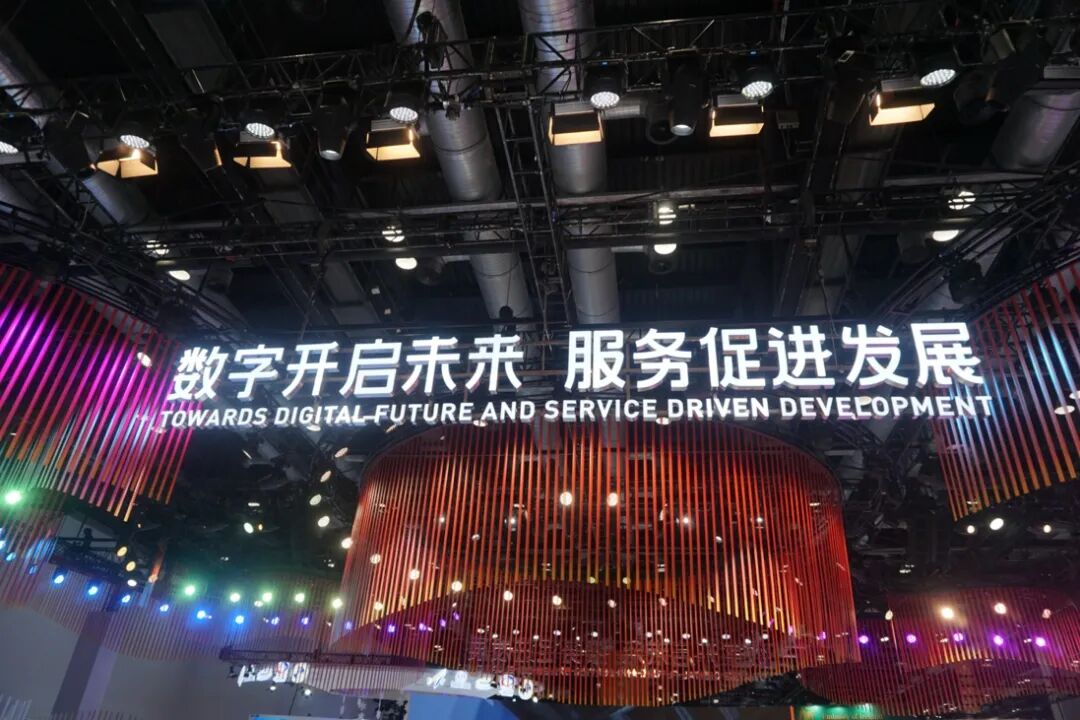 数字开启未来 服务促进发展
TOWARDS DIGITAL FUTURE AND SERVICE DRIVEN DEVELOPMENT